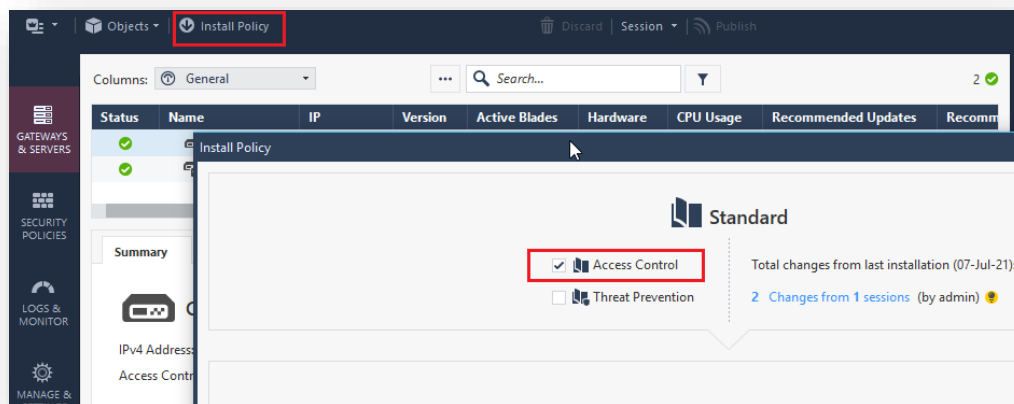 Objects Install Policy Discard Session Publish
Columns: General ... Search... 2
Status Name IP Version Active Blades Hardware CPU Usage Recommended Updates Recomm
GATEWAYS
& SERVERS
Install Policy
Standard
SECURITY
POLICIES
Summary
Access Control Total changes from last installation (07-Jul-21):
Threat Prevention 2 Changes from 1 sessions (by admin)
LOGS &
MONITOR
IPv4 Address:
Access Contr
MANAGE &